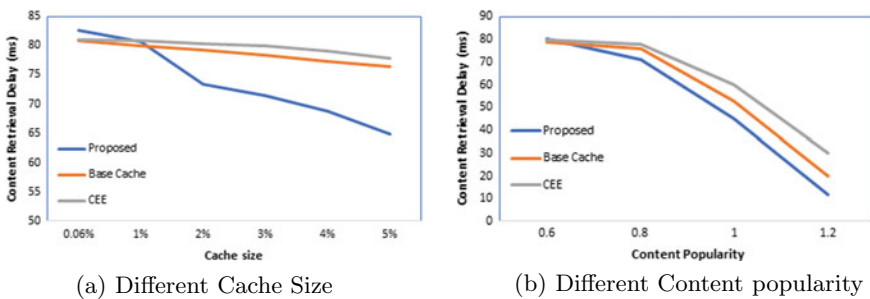 85
80
75
70
65
60
55
50
Content Retrieval Delay (ms)
Proposed
Base Cache
CEE
0.06% 1% 2% 3% 4% 5%
Cache size
(a) Different Cache Size
90
80
70
60
50
40
30
20
10
0
Content Retrieval Delay (ms)
Proposed
Base Cache
CEE
0.6 0.8 1 1.2
Content Popularity
(b) Different Content popularity